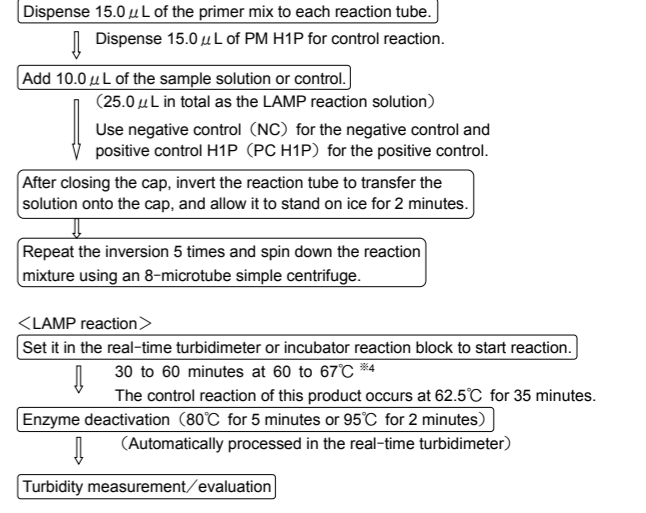 Dispense 15.0 μL of the primer mix to each reaction tube.
Dispense 15.0 μL of PM H1P for control reaction.
Add 10.0 μL of the sample solution or control.
（25.0 μL in total as the LAMP reaction solution）
Use negative control（NC）for the negative control and
positive control H1P（PC H1P）for the positive control.
After closing the cap, invert the reaction tube to transfer the
solution onto the cap, and allow it to stand on ice for 2 minutes.
Repeat the inversion 5 times and spin down the reaction
mixture using an 8-microtube simple centrifuge.
＜LAMP reaction＞
Set it in the real-time turbidimeter or incubator reaction block to start reaction.
30 to 60 minutes at 60 to 67℃ ※4
The control reaction of this product occurs at 62.5℃ for 35 minutes.
Enzyme deactivation（80℃ for 5 minutes or 95℃ for 2 minutes）
（Automatically processed in the real-time turbidimeter）
Turbidity measurement／evaluation